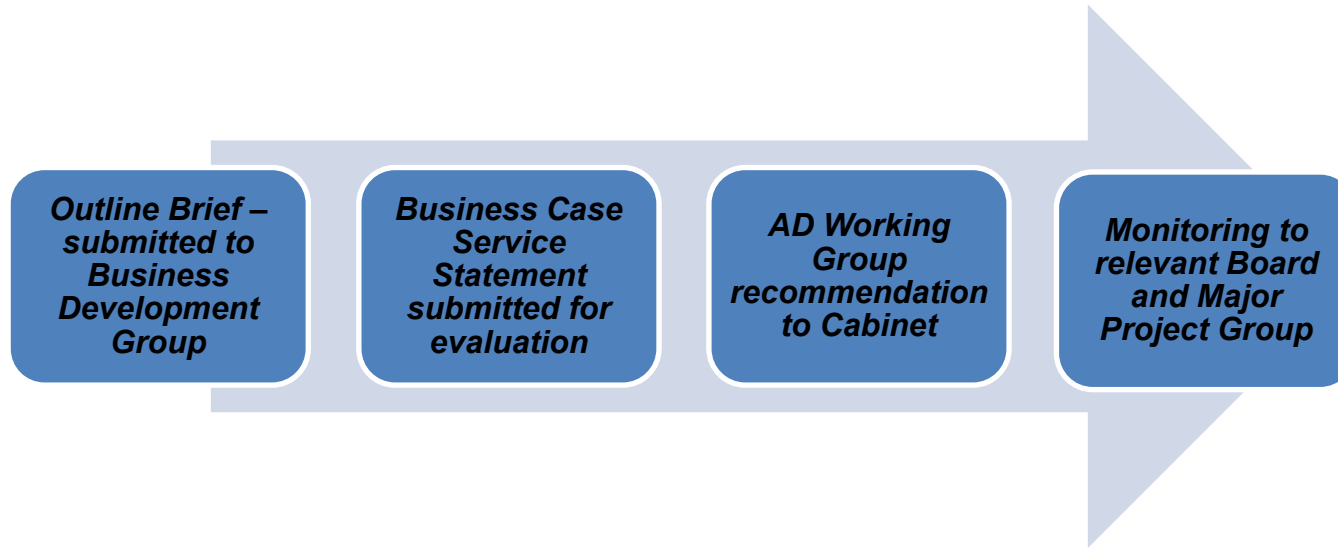 Outline Brief –
submitted to
Business
Development
Group
Business Case
Service
Statement
submitted for
evaluation
AD Working
Group
recommendation
to Cabinet
Monitoring to
relevant Board
and Major
Project Group